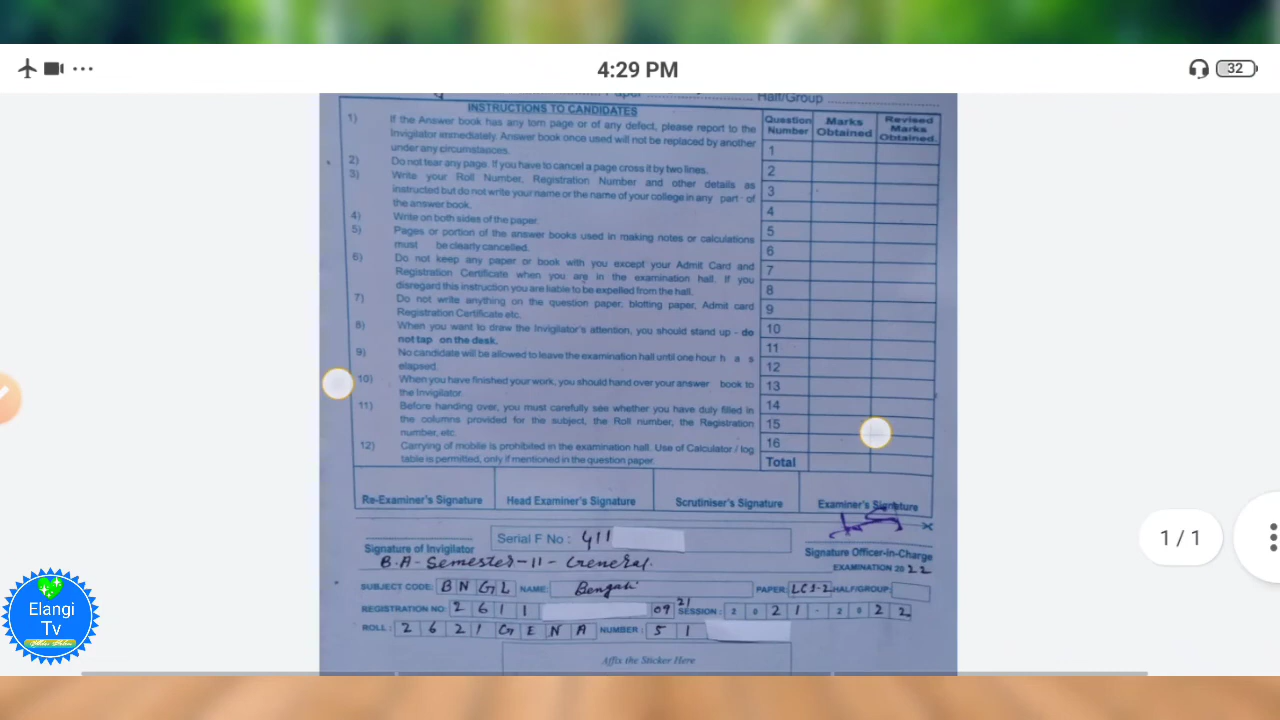 4:29 PM
32
Paper Half/Group
INSTRUCTIONS TO CANDIDATES
Question Number
Marks Obtained
Revised Marks Obtained.
1) If the Answer book has any torn page or of any defect, please report to the
Invigilator immediately. Answer book once used will not be replaced by another
under any circumstances.
2) Do not tear any page. If you have to cancel a page cross it by two lines.
3) Write your Roll Number, Registration Number and other details as
instructed but do not write your name or the name of your college in any part of
the answer book.
4) Write on both sides of the paper.
5) Pages or portion of the answer books used in making notes or calculations
must be clearly cancelled.
6) Do not keep any paper or book with you except your Admit Card and
Registration Certificate when you are in the examination hall. If you
disregard this instruction you are liable to be expelled from the hall.
7) Do not write anything on the question paper, blotting paper, Admit card
Registration Certificate etc.
8) When you want to draw the Invigilator's attention, you should stand up - do
not tap on the desk.
9) No candidate will be allowed to leave the examination hall until one hour h a s
elapsed.
10) When you have finished your work, you should hand over your answer book to
the Invigilator.
11) Before handing over, you must carefully see whether you have duly filled in
the columns provided for the subject, the Roll number, the Registration
number, etc.
12) Carrying of mobile is prohibited in the examination hall. Use of Calculator / log
table is permitted, only if mentioned in the question paper.
1
2
3
4
5
6
7
8
9
10
11
12
13
14
15
16
Total
Re-Examiner's Signature Head Examiner's Signature Scrutiniser's Signature Examiner's Signature
Serial F No : 411
Signature of Invigilator Signature Officer-in-Charge
B.A - Semester - II - General.
EXAMINATION 2022
SUBJECT CODE: B N G L NAME: Bengali PAPER: LC1-2 HALF/GROUP:
REGISTRATION NO: 2 6 1 1 09 21 SESSION: 2 0 2 1 - 2 0 2 2
ROLL: 2 6 2 1 G E N A NUMBER: 5 1
Affix the Sticker Here
1 / 1
Elangi
Tv